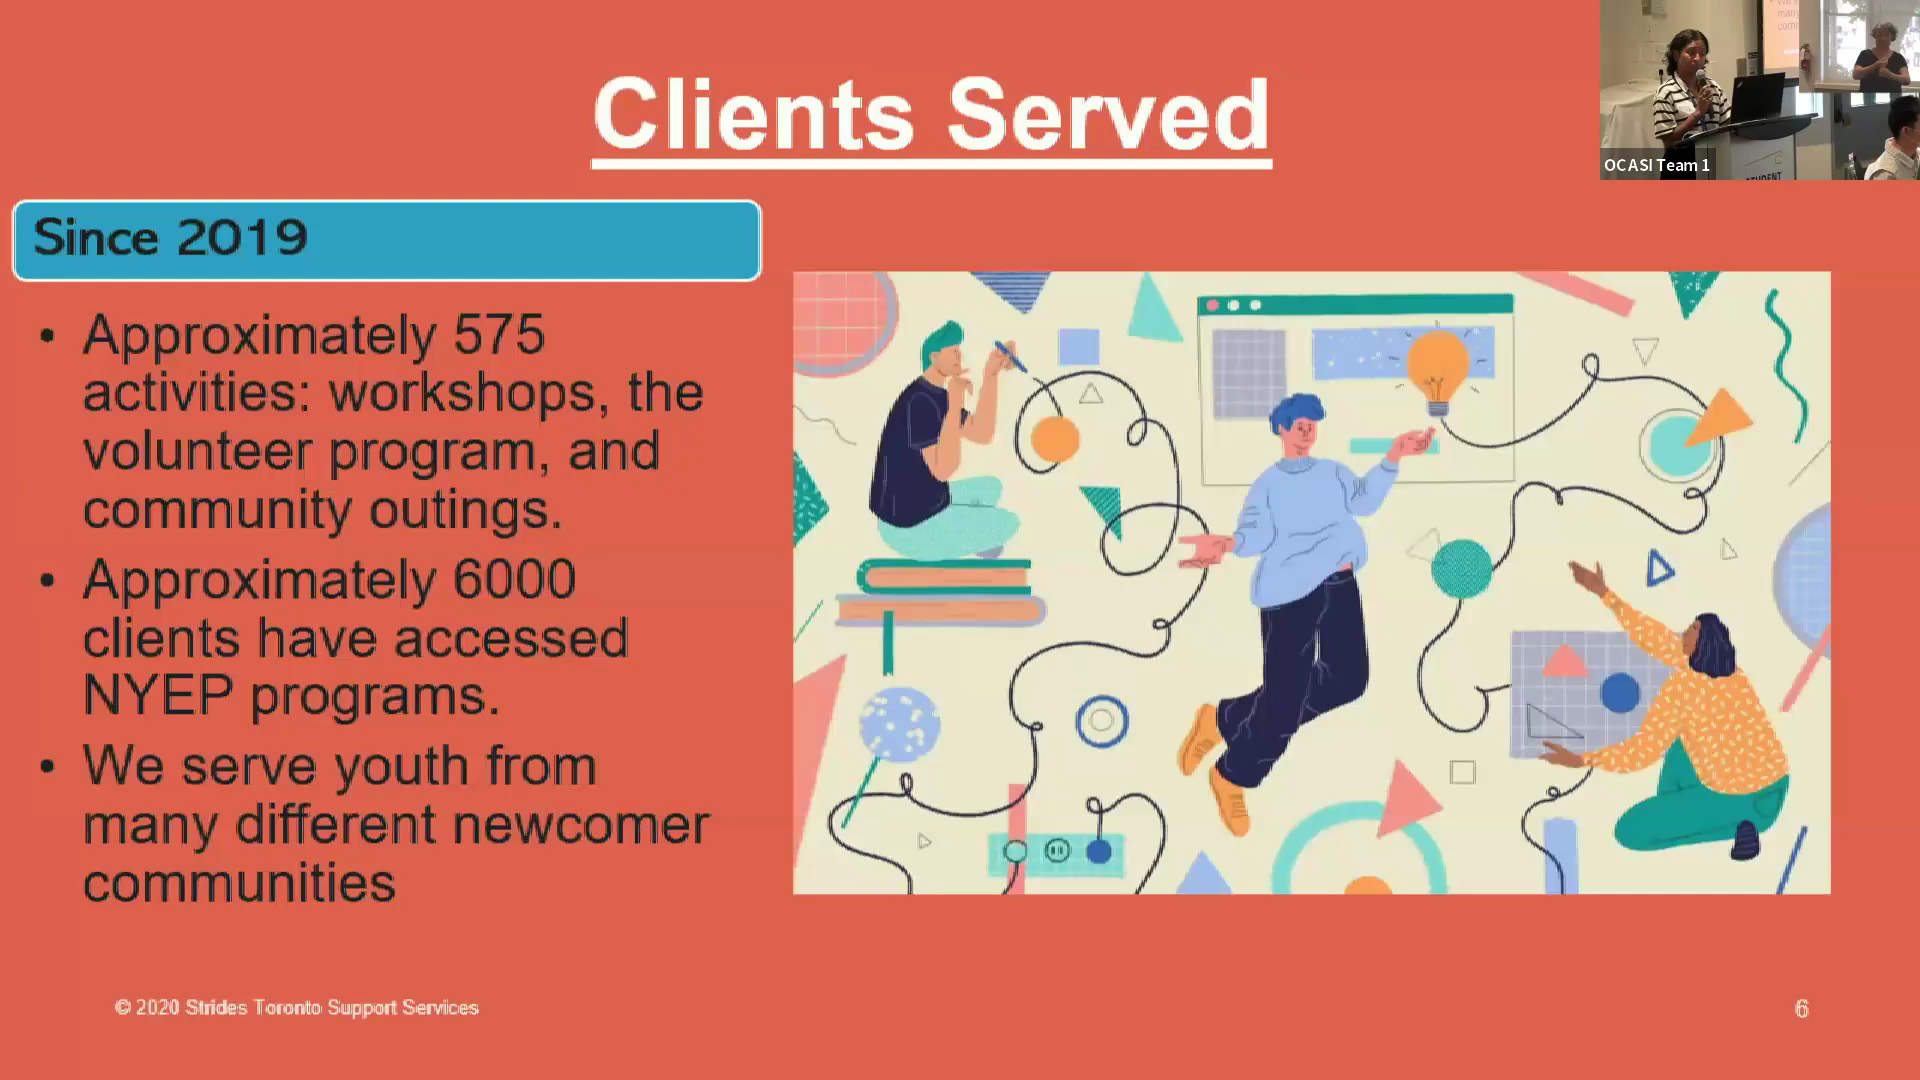 Clients Served
Since 2019
• Approximately 575
activities: workshops, the
volunteer program, and
community outings.
• Approximately 6000
clients have accessed
NYEP programs.
• We serve youth from
many different newcomer
communities
© 2020 Strides Toronto Support Services
6
OCASI Team 1